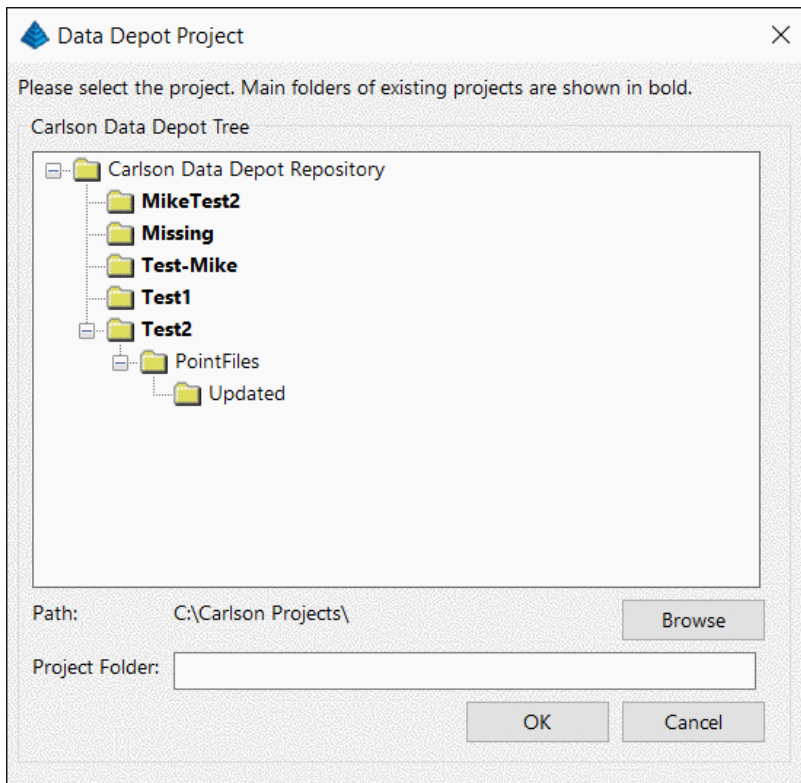 Data Depot Project
Please select the project. Main folders of existing projects are shown in bold.
Carlson Data Depot Tree
Carlson Data Depot Repository
MikeTest2
Missing
Test-Mike
Test1
Test2
PointFiles
Updated
Path: C:\Carlson Projects\ Browse
Project Folder:
OK Cancel